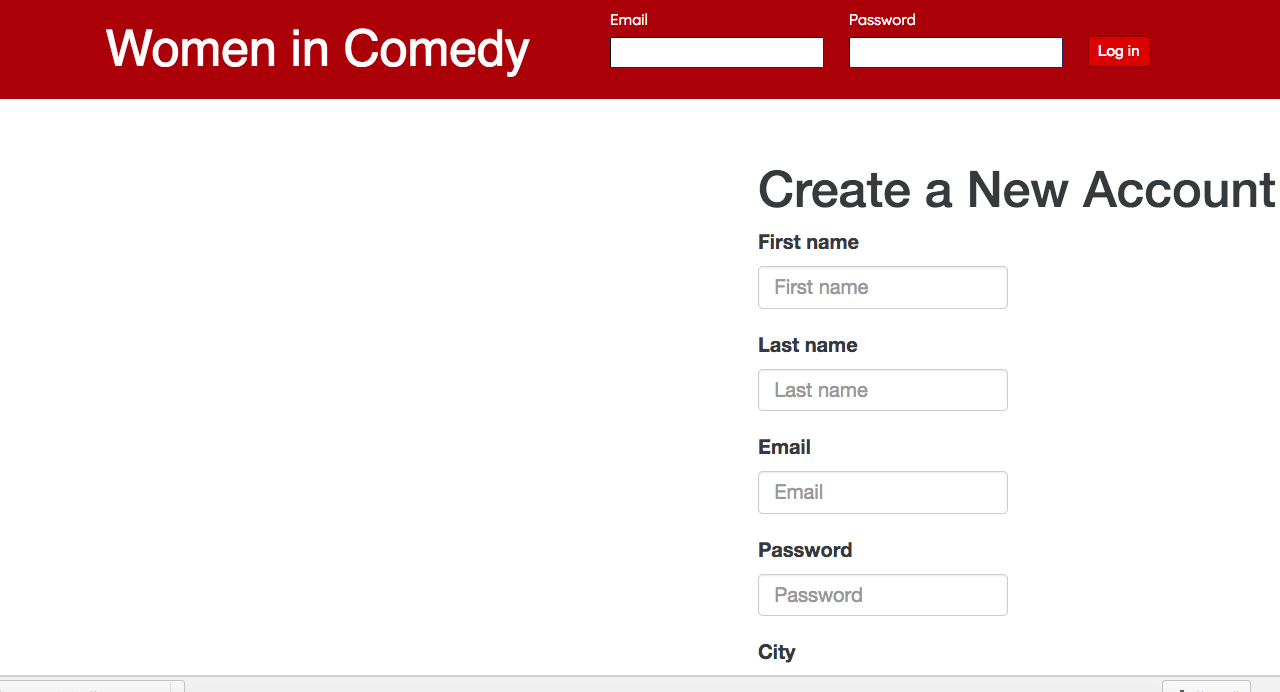 Women in Comedy
Email
Password
Log in
Create a New Account
First name
First name
Last name
Last name
Email
Email
Password
Password
City